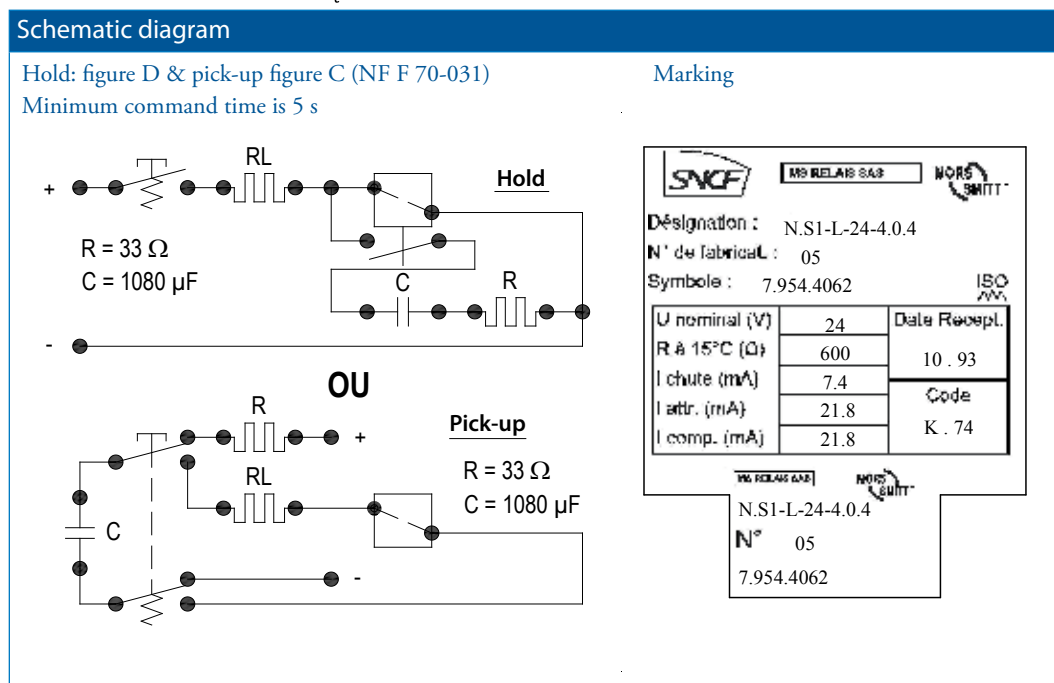 Schematic diagram
Hold: figure D & pick-up figure C (NF F 70-031)
Minimum command time is 5 s
Marking
RL
Hold
+
R = 33 Ω
C = 1080 µF
C
R
-
OU
R
Pick-up
+
RL
R = 33 Ω
C = 1080 µF
C
-
SNCF
MS RELAIS SAS
MORS SMITT
Désignation : N.S1-L-24-4.0.4
N° de fabricat. : 05
Symbole : 7.954.4062
ISO
U nominal (V) 24 Date Recept.
R à 15°C (Ω) 600 10 . 93
I chute (mA) 7.4 Code
I attr. (mA) 21.8 K . 74
I comp. (mA) 21.8
MS RELAIS SAS
MORS SMITT
N.S1-L-24-4.0.4
N° 05
7.954.4062